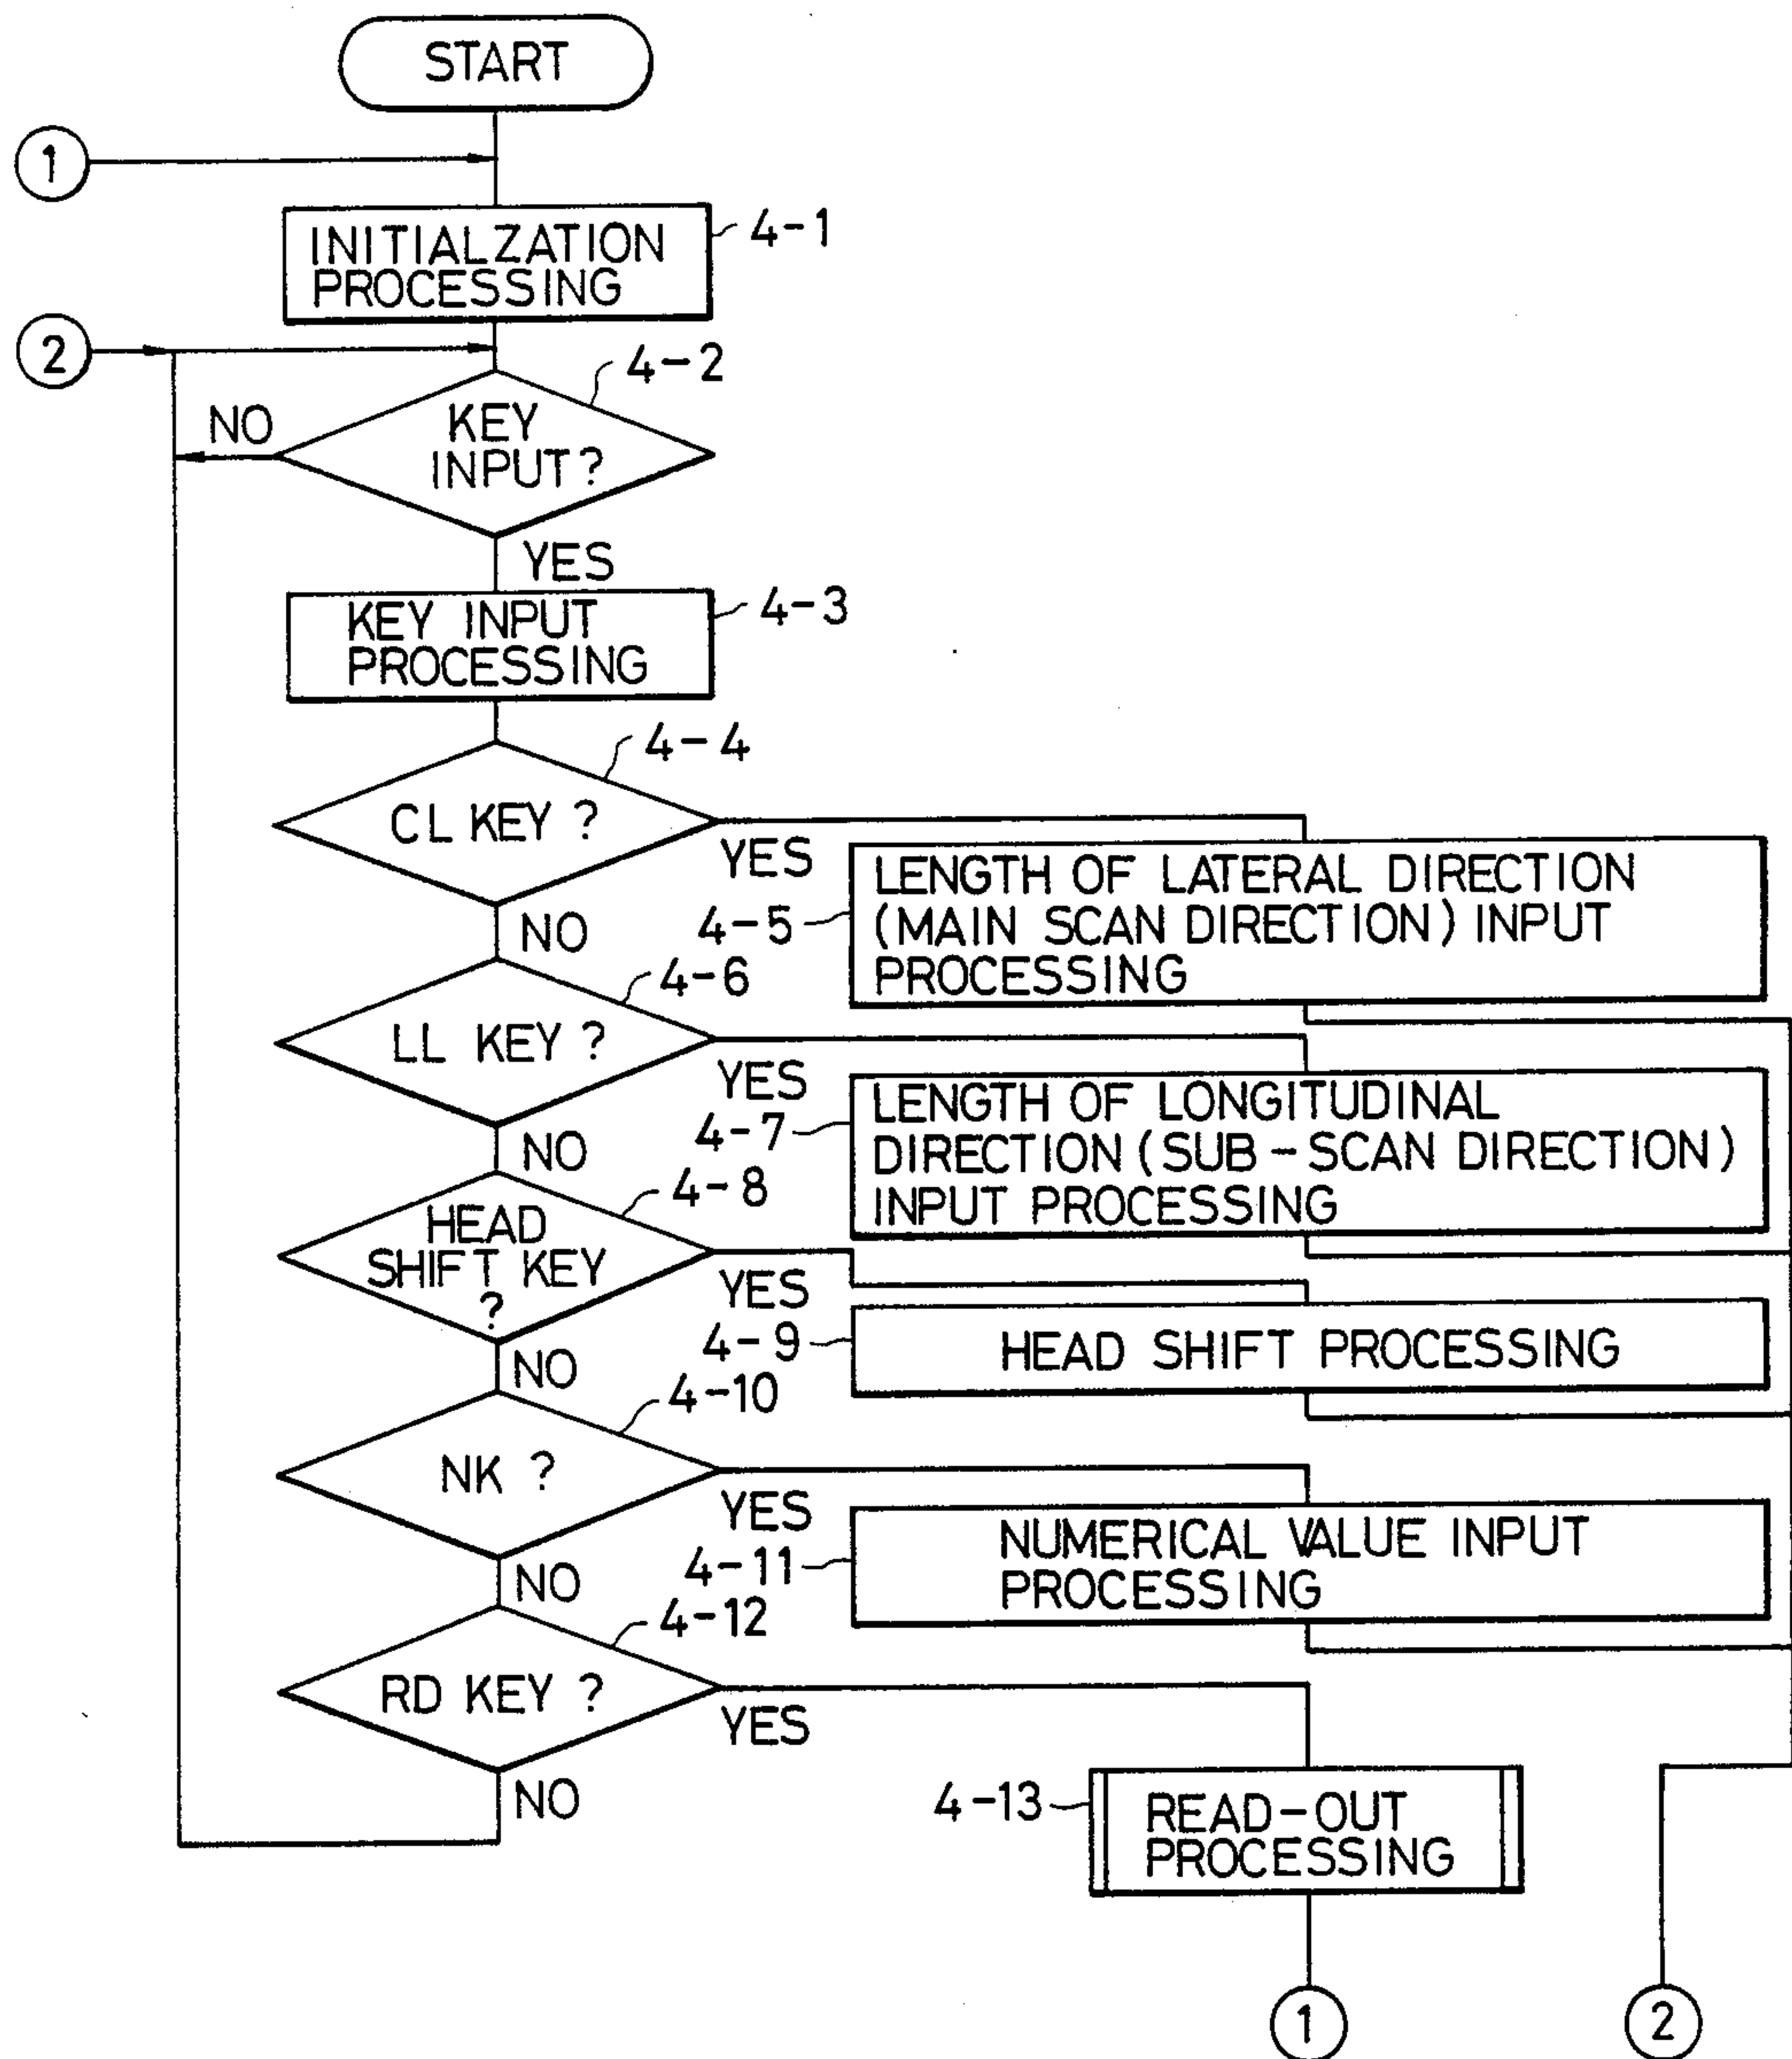 START
1
INITIALZATION
PROCESSING
4-1
2
4-2
KEY
INPUT?
NO
YES
KEY INPUT
PROCESSING
4-3
4-4
CL KEY ?
YES
NO
LENGTH OF LATERAL DIRECTION
(MAIN SCAN DIRECTION) INPUT
PROCESSING
4-5
4-6
LL KEY ?
YES
NO
LENGTH OF LONGITUDINAL
DIRECTION (SUB-SCAN DIRECTION)
INPUT PROCESSING
4-7
4-8
HEAD
SHIFT KEY
?
YES
NO
HEAD SHIFT PROCESSING
4-9
4-10
NK ?
YES
NO
NUMERICAL VALUE INPUT
PROCESSING
4-11
4-12
RD KEY ?
YES
NO
4-13
READ-OUT
PROCESSING
1
2